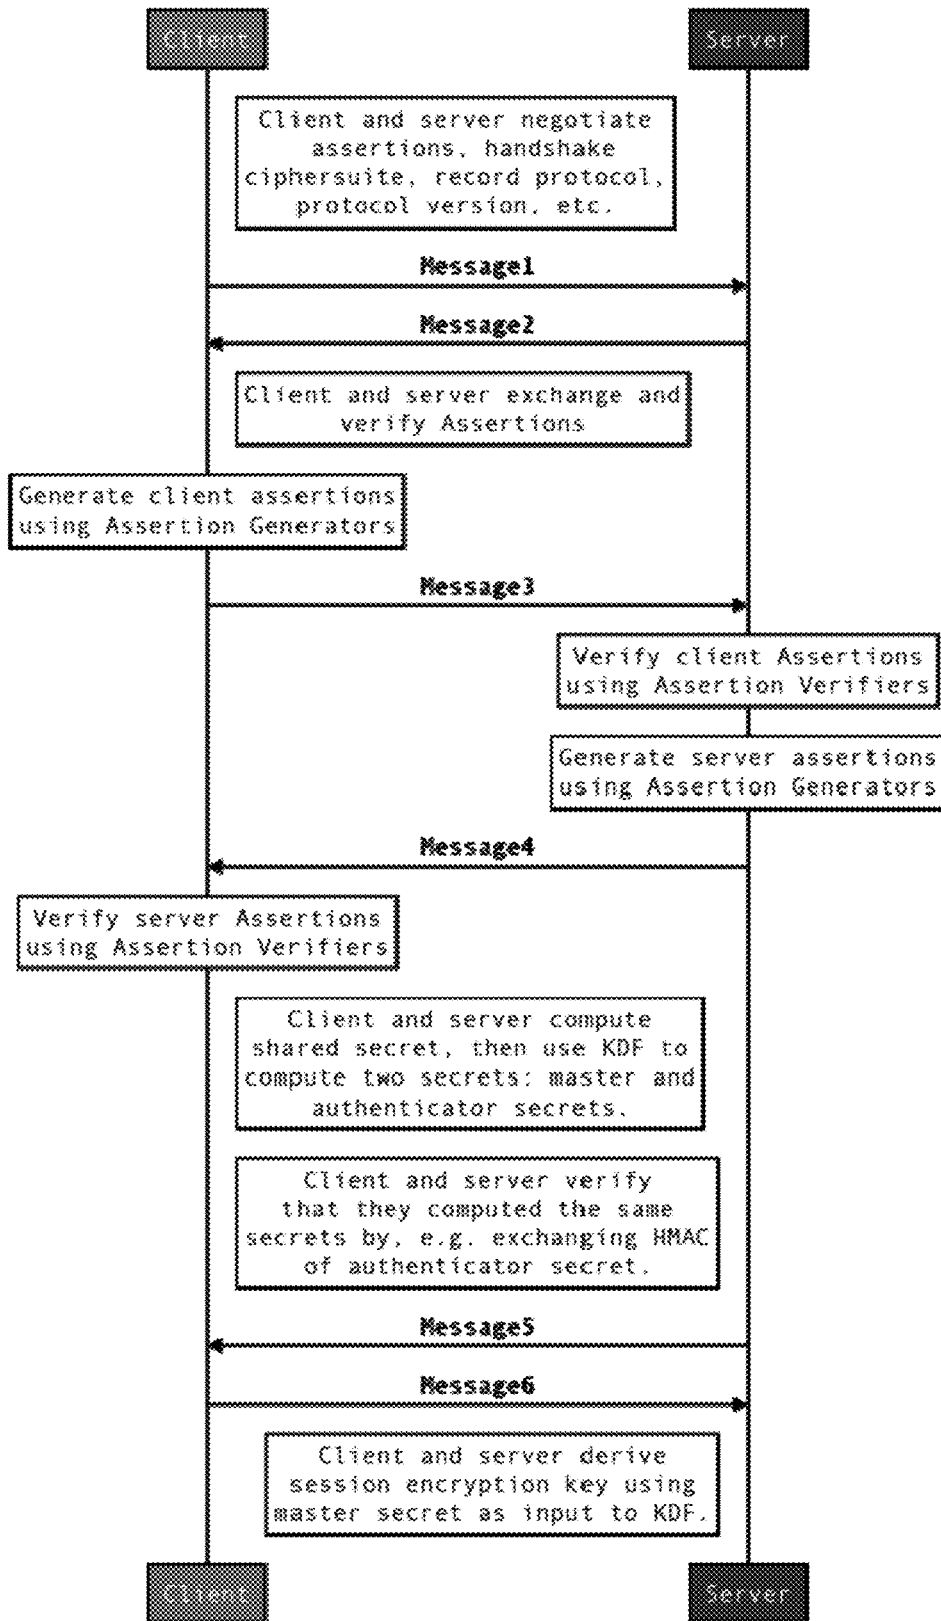 Client
Server
Client and server negotiate
assertions, handshake
ciphersuite, record protocol,
protocol version, etc.
Message1
Message2
Client and server exchange and
verify Assertions
Generate client assertions
using Assertion Generators
Message3
Verify client Assertions
using Assertion Verifiers
Generate server assertions
using Assertion Generators
Message4
Verify server Assertions
using Assertion Verifiers
Client and server compute
shared secret, then use KDF to
compute two secrets: master and
authenticator secrets.
Client and server verify
that they computed the same
secrets by, e.g. exchanging HMAC
of authenticator secret.
Message5
Message6
Client and server derive
session encryption key using
master secret as input to KDF.
Client
Server